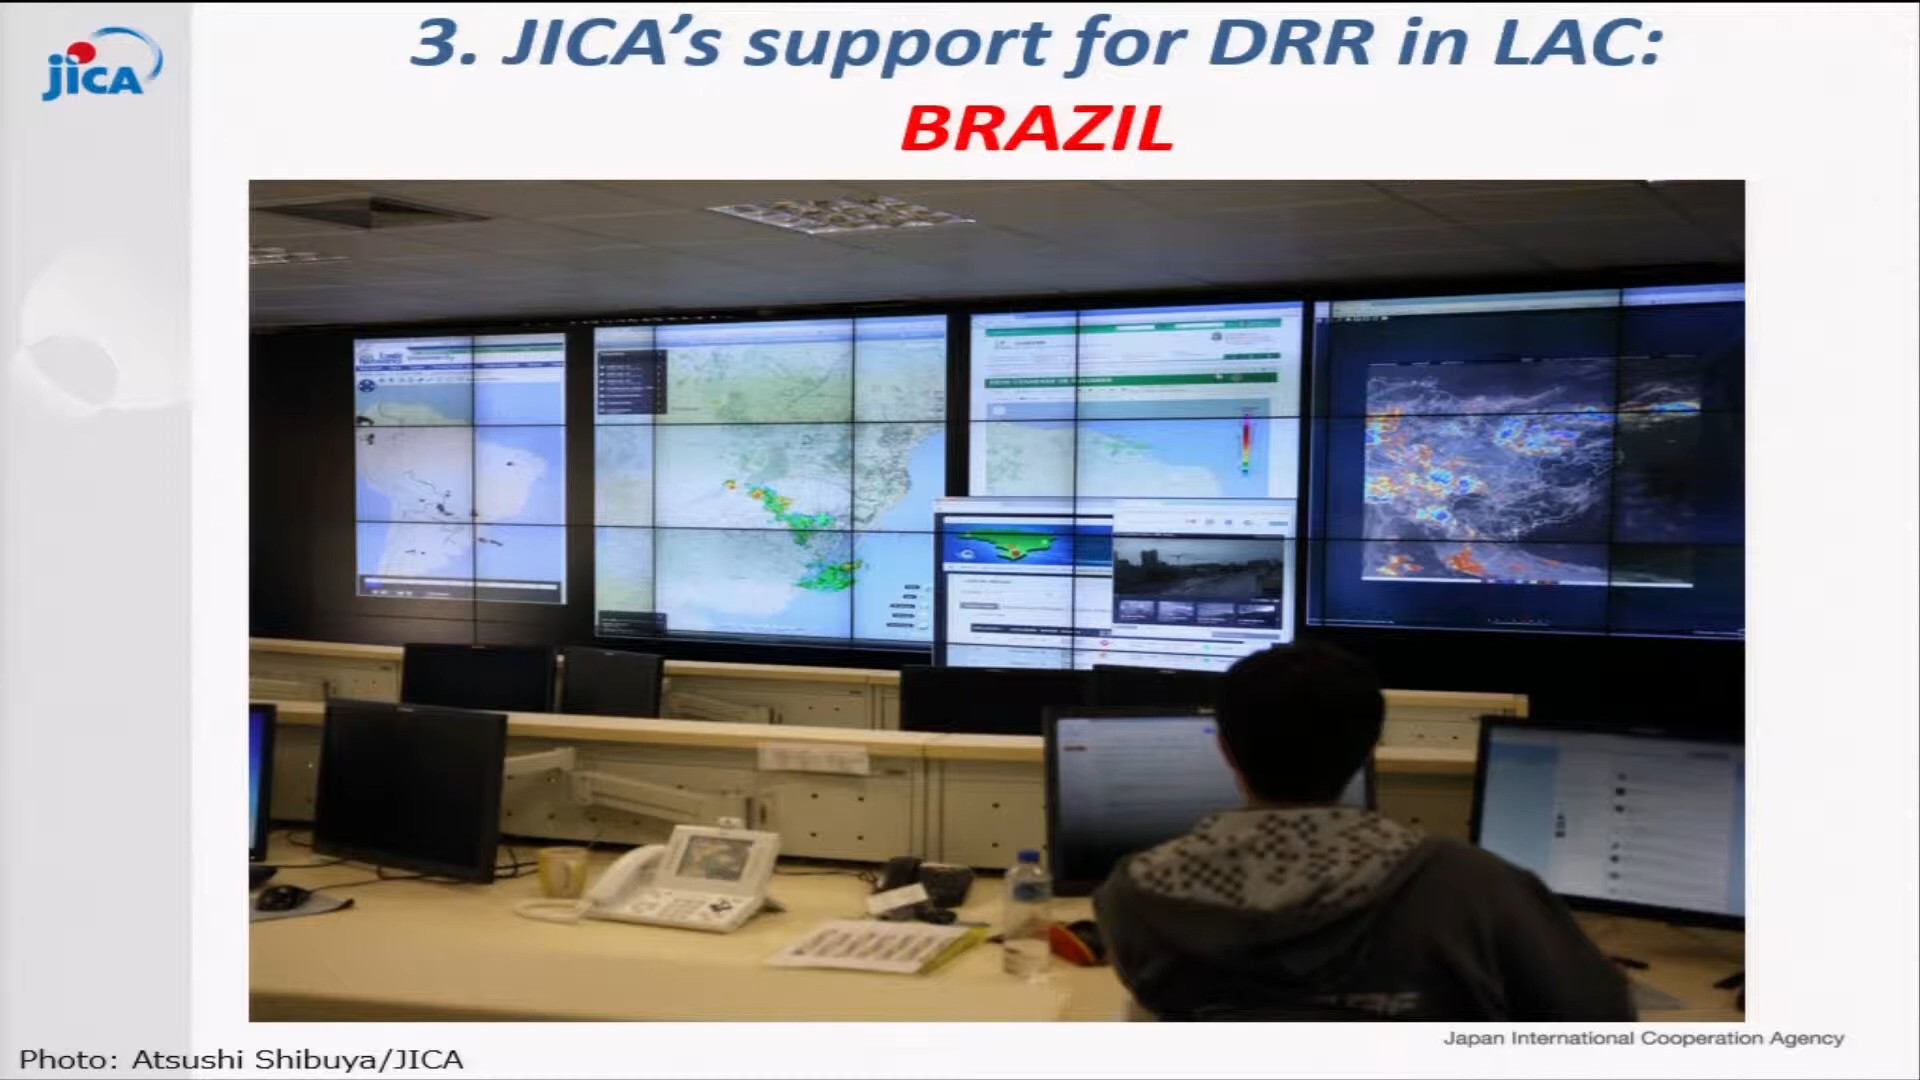 JICA
3. JICA's support for DRR in LAC:
BRAZIL
Japan International Cooperation Agency
Photo: Atsushi Shibuya/JICA